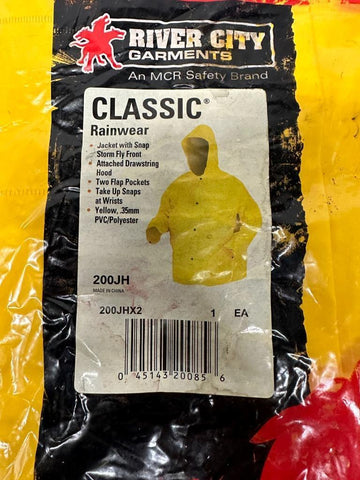 RIVER CITY
GARMENTS
An MCR Safety Brand
CLASSIC®
Rainwear
• Jacket with Snap
Storm Fly Front
• Attached Drawstring
Hood
• Two Flap Pockets
• Take Up Snaps
at Wrists
• Yellow, .35mm
PVC/Polyester
200JH
MADE IN CHINA
200JHX2 1 EA
0 45143 20085 6